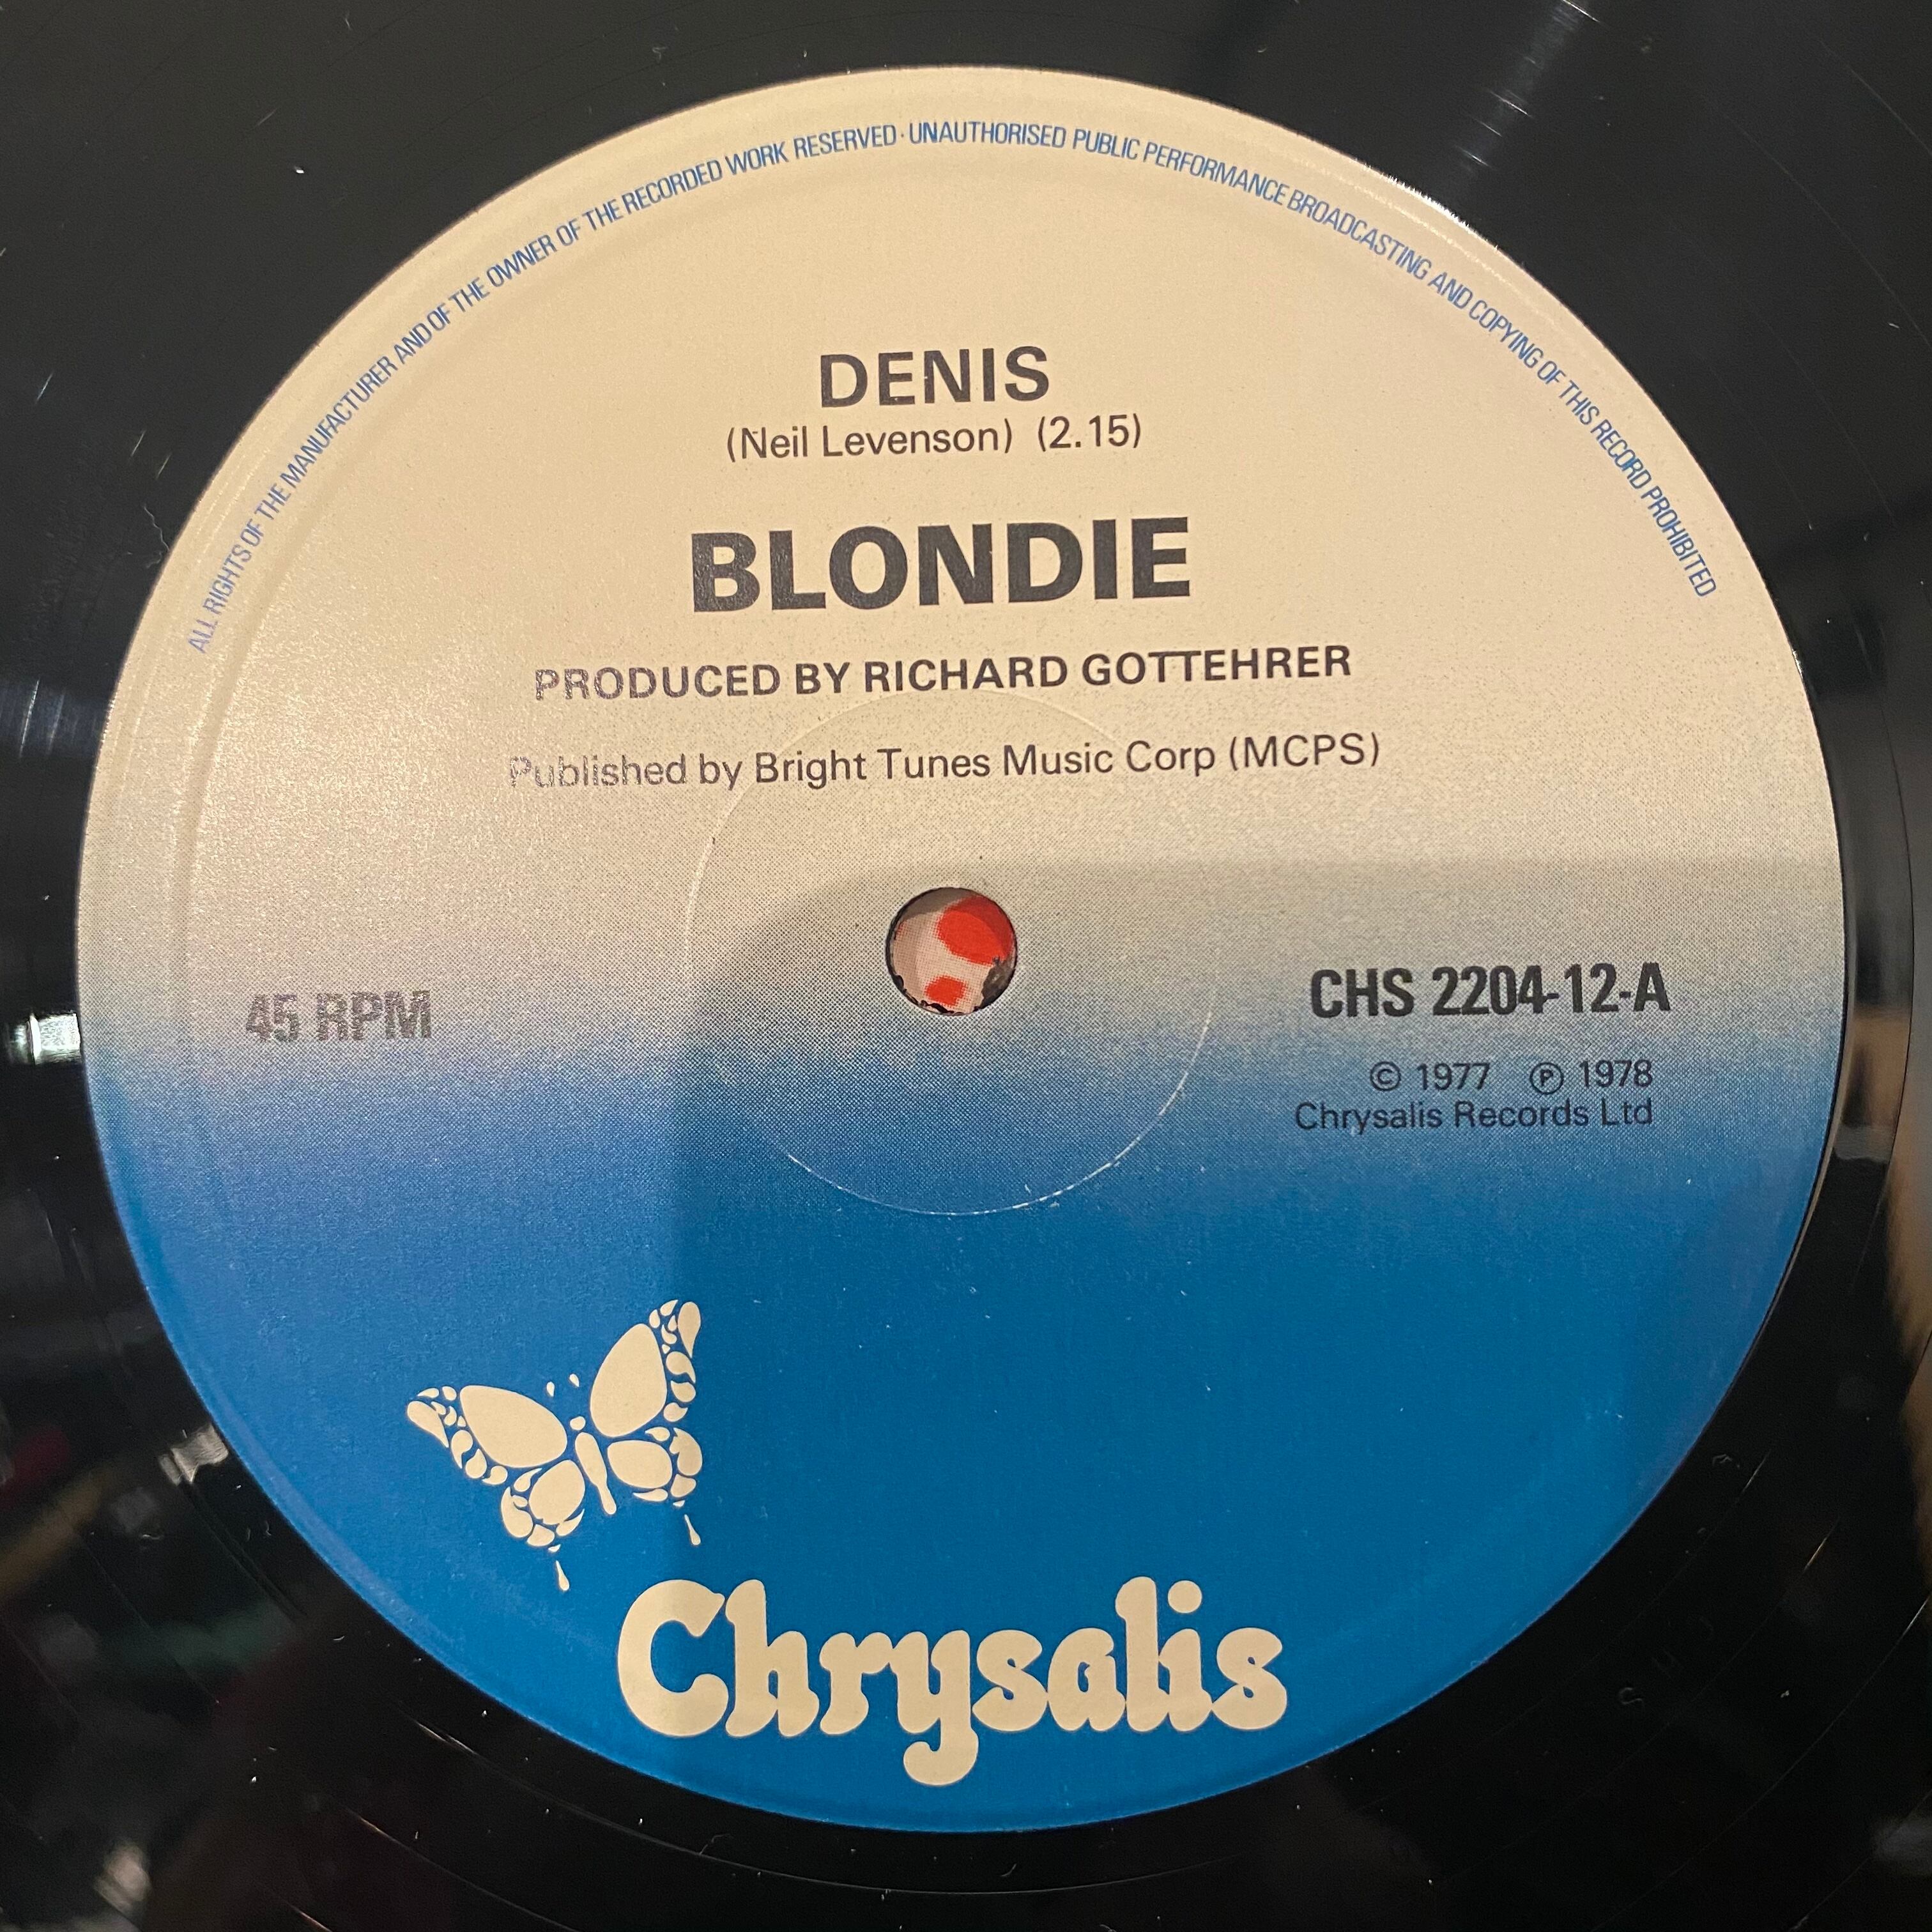 ALL RIGHTS OF THE MANUFACTURER AND OF THE OWNER OF THE RECORDED WORK RESERVED · UNAUTHORISED PUBLIC PERFORMANCE BROADCASTING AND COPYING OF THIS RECORD PROHIBITED
DENIS
(Neil Levenson) (2.15)
BLONDIE
PRODUCED BY RICHARD GOTTEHRER
Published by Bright Tunes Music Corp (MCPS)
45 RPM
CHS 2204-12-A
© 1977 ℗ 1978
Chrysalis Records Ltd
Chrysalis